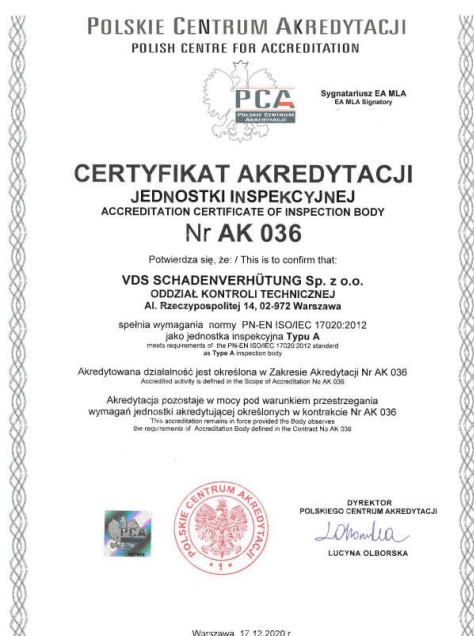 POLSKIE CENTRUM AKREDYTACJI
POLISH CENTRE FOR ACCREDITATION
PCA
POLSKIE CENTRUM
AKREDYTACJI
Sygnatariusz EA MLA
EA MLA Signatory
CERTYFIKAT AKREDYTACJI
JEDNOSTKI INSPEKCYJNEJ
ACCREDITATION CERTIFICATE OF INSPECTION BODY
Nr AK 036
Potwierdza się, że: / This is to confirm that:
VDS SCHADENVERHÜTUNG Sp. z o.o.
ODDZIAŁ KONTROLI TECHNICZNEJ
Al. Rzeczypospolitej 14, 02-972 Warszawa
spełnia wymagania normy PN-EN ISO/IEC 17020:2012
jako jednostka inspekcyjna Typu A
meets requirements of the PN-EN ISO/IEC 17020:2012 standard
as Type A inspection body
Akredytowana działalność jest określona w Zakresie Akredytacji Nr AK 036
Accredited activity is defined in the Scope of Accreditation No AK 036
Akredytacja pozostaje w mocy pod warunkiem przestrzegania
wymagań jednostki akredytującej określonych w kontrakcie Nr AK 036
This accreditation remains in force provided the Body observes
the requirements of Accreditation Body defined in the Contract No AK 036
PCA
POLSKIE CENTRUM AKREDYTACJI
* 1 *
DYREKTOR
POLSKIEGO CENTRUM AKREDYTACJI
LUCYNA OLBORSKA
Warszawa, 17.12.2020 r.